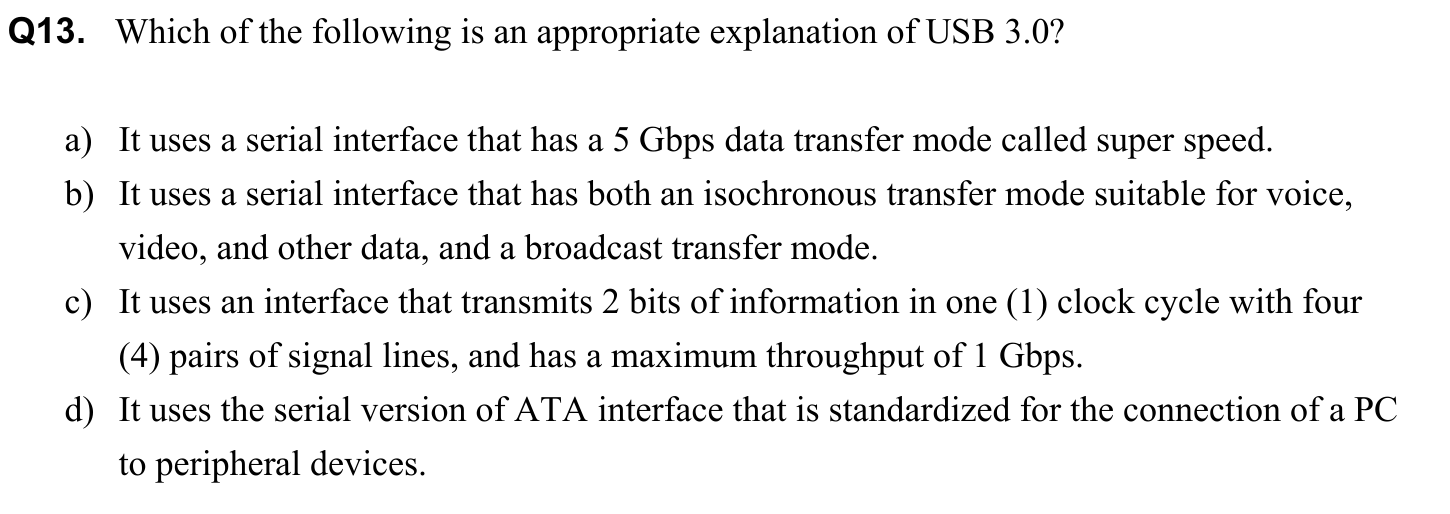 Q13. Which of the following is an appropriate explanation of USB 3.0?
a) It uses a serial interface that has a 5 Gbps data transfer mode called super speed.
b) It uses a serial interface that has both an isochronous transfer mode suitable for voice,
video, and other data, and a broadcast transfer mode.
c) It uses an interface that transmits 2 bits of information in one (1) clock cycle with four
(4) pairs of signal lines, and has a maximum throughput of 1 Gbps.
d) It uses the serial version of ATA interface that is standardized for the connection of a PC
to peripheral devices.